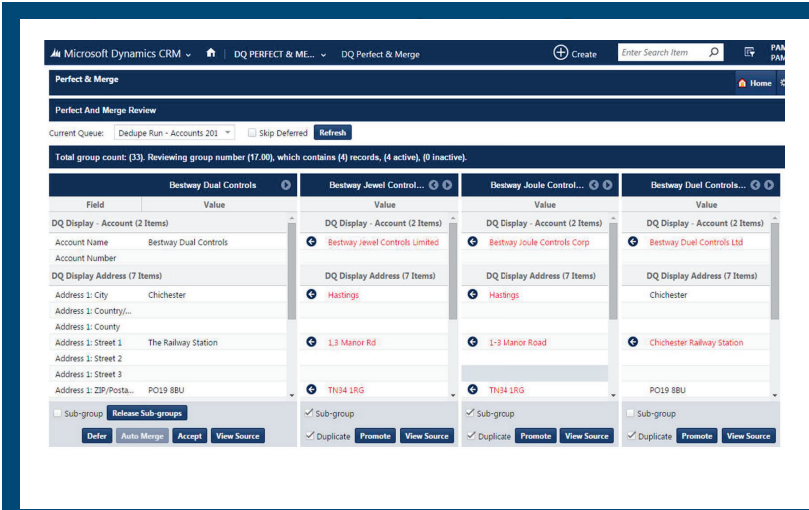 Microsoft Dynamics CRM DQ PERFECT & ME... DQ Perfect & Merge Create Enter Search Item PAM
PAM
Perfect & Merge Home
Perfect And Merge Review
Current Queue: Dedupe Run - Accounts 201 Skip Deferred Refresh
Total group count: (33). Reviewing group number (17.00), which contains (4) records, (4 active), (0 inactive).
Bestway Dual Controls Bestway Jewel Control... Bestway Joule Control... Bestway Duel Controls...
Field Value Value Value Value
DQ Display - Account (2 Items) DQ Display - Account (2 Items) DQ Display - Account (2 Items) DQ Display - Account (2 Items)
Account Name Bestway Dual Controls Bestway Jewel Controls Limited Bestway Joule Controls Corp Bestway Duel Controls Ltd
Account Number
DQ Display Address (7 Items) DQ Display Address (7 Items) DQ Display Address (7 Items) DQ Display Address (7 Items)
Address 1: City Chichester Hastings Hastings Chichester
Address 1: Country/...
Address 1: County
Address 1: Street 1 The Railway Station 1,3 Manor Rd 1-3 Manor Road Chichester Railway Station
Address 1: Street 2
Address 1: Street 3
Address 1: ZIP/Posta... PO19 8BU TN34 1RG TN34 1RG PO19 8BU
Sub-group Release Sub-groups Sub-group Sub-group Sub-group
Defer Auto Merge Accept View Source Duplicate Promote View Source Duplicate Promote View Source Duplicate Promote View Source